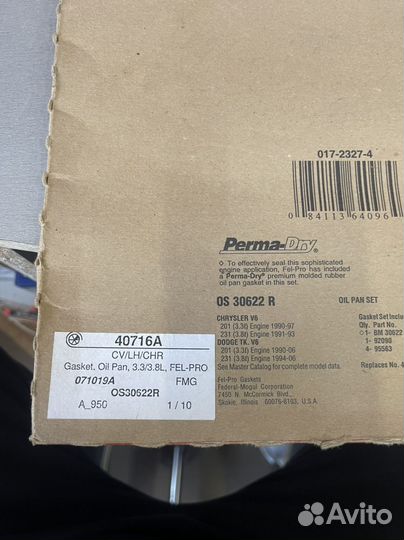 017-2327-4
0 84113 64096
Perma-Dry®
◇ To effectively seal this sophisticated
engine application, Fel-Pro has included
a Perma-Dry® premium molded rubber
oil pan gasket in this set.
OS 30622 R OIL PAN SET
CHRYSLER V6
201 (3.3ℓ) Engine 1990-97
231 (3.8ℓ) Engine 1991-93
DODGE TK. V6
201 (3.3ℓ) Engine 1990-06
231 (3.8ℓ) Engine 1994-06
See Master Catalog for complete model data.
Gasket Set Inclu
Qty. Part No.
◇1- BM 30622
1- 92090
4- 95563
Replaces No. 4
Fel-Pro Gaskets
Federal-Mogul Corporation
7450 N. McCormick Blvd.,
Skokie, Illinois 60076-8103, U.S.A.
40716A
CV/LH/CHR
Gasket, Oil Pan, 3.3/3.8L, FEL-PRO
071019A FMG
OS30622R
A_950 1 / 10
Avito